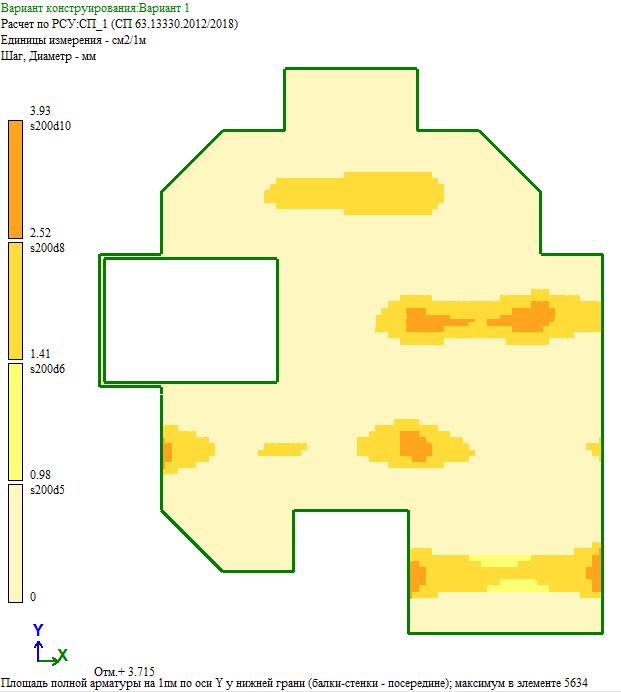 Вариант конструирования:Вариант 1
Расчет по РСУ:СП_1 (СП 63.13330.2012/2018)
Единицы измерения - см2/1м
Шаг, Диаметр - мм
3.93
s200d10
2.52
s200d8
1.41
s200d6
0.98
s200d5
0
Y
X
Отм.+ 3.715
Площадь полной арматуры на 1пм по оси Y у нижней грани (балки-стенки - посередине); максимум в элементе 5634